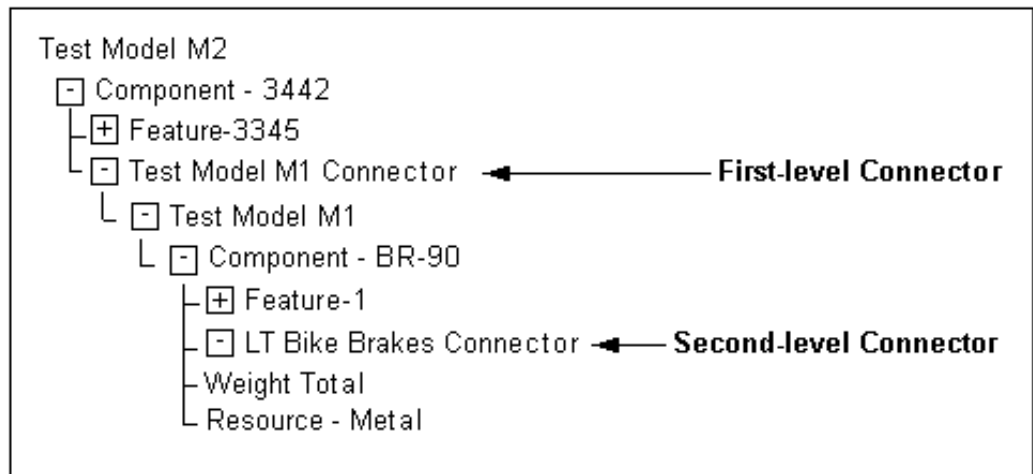 Test Model M2
- Component - 3442
+ Feature-3345
- Test Model M1 Connector First-level Connector
- Test Model M1
- Component - BR-90
+ Feature-1
- LT Bike Brakes Connector Second-level Connector
Weight Total
Resource - Metal